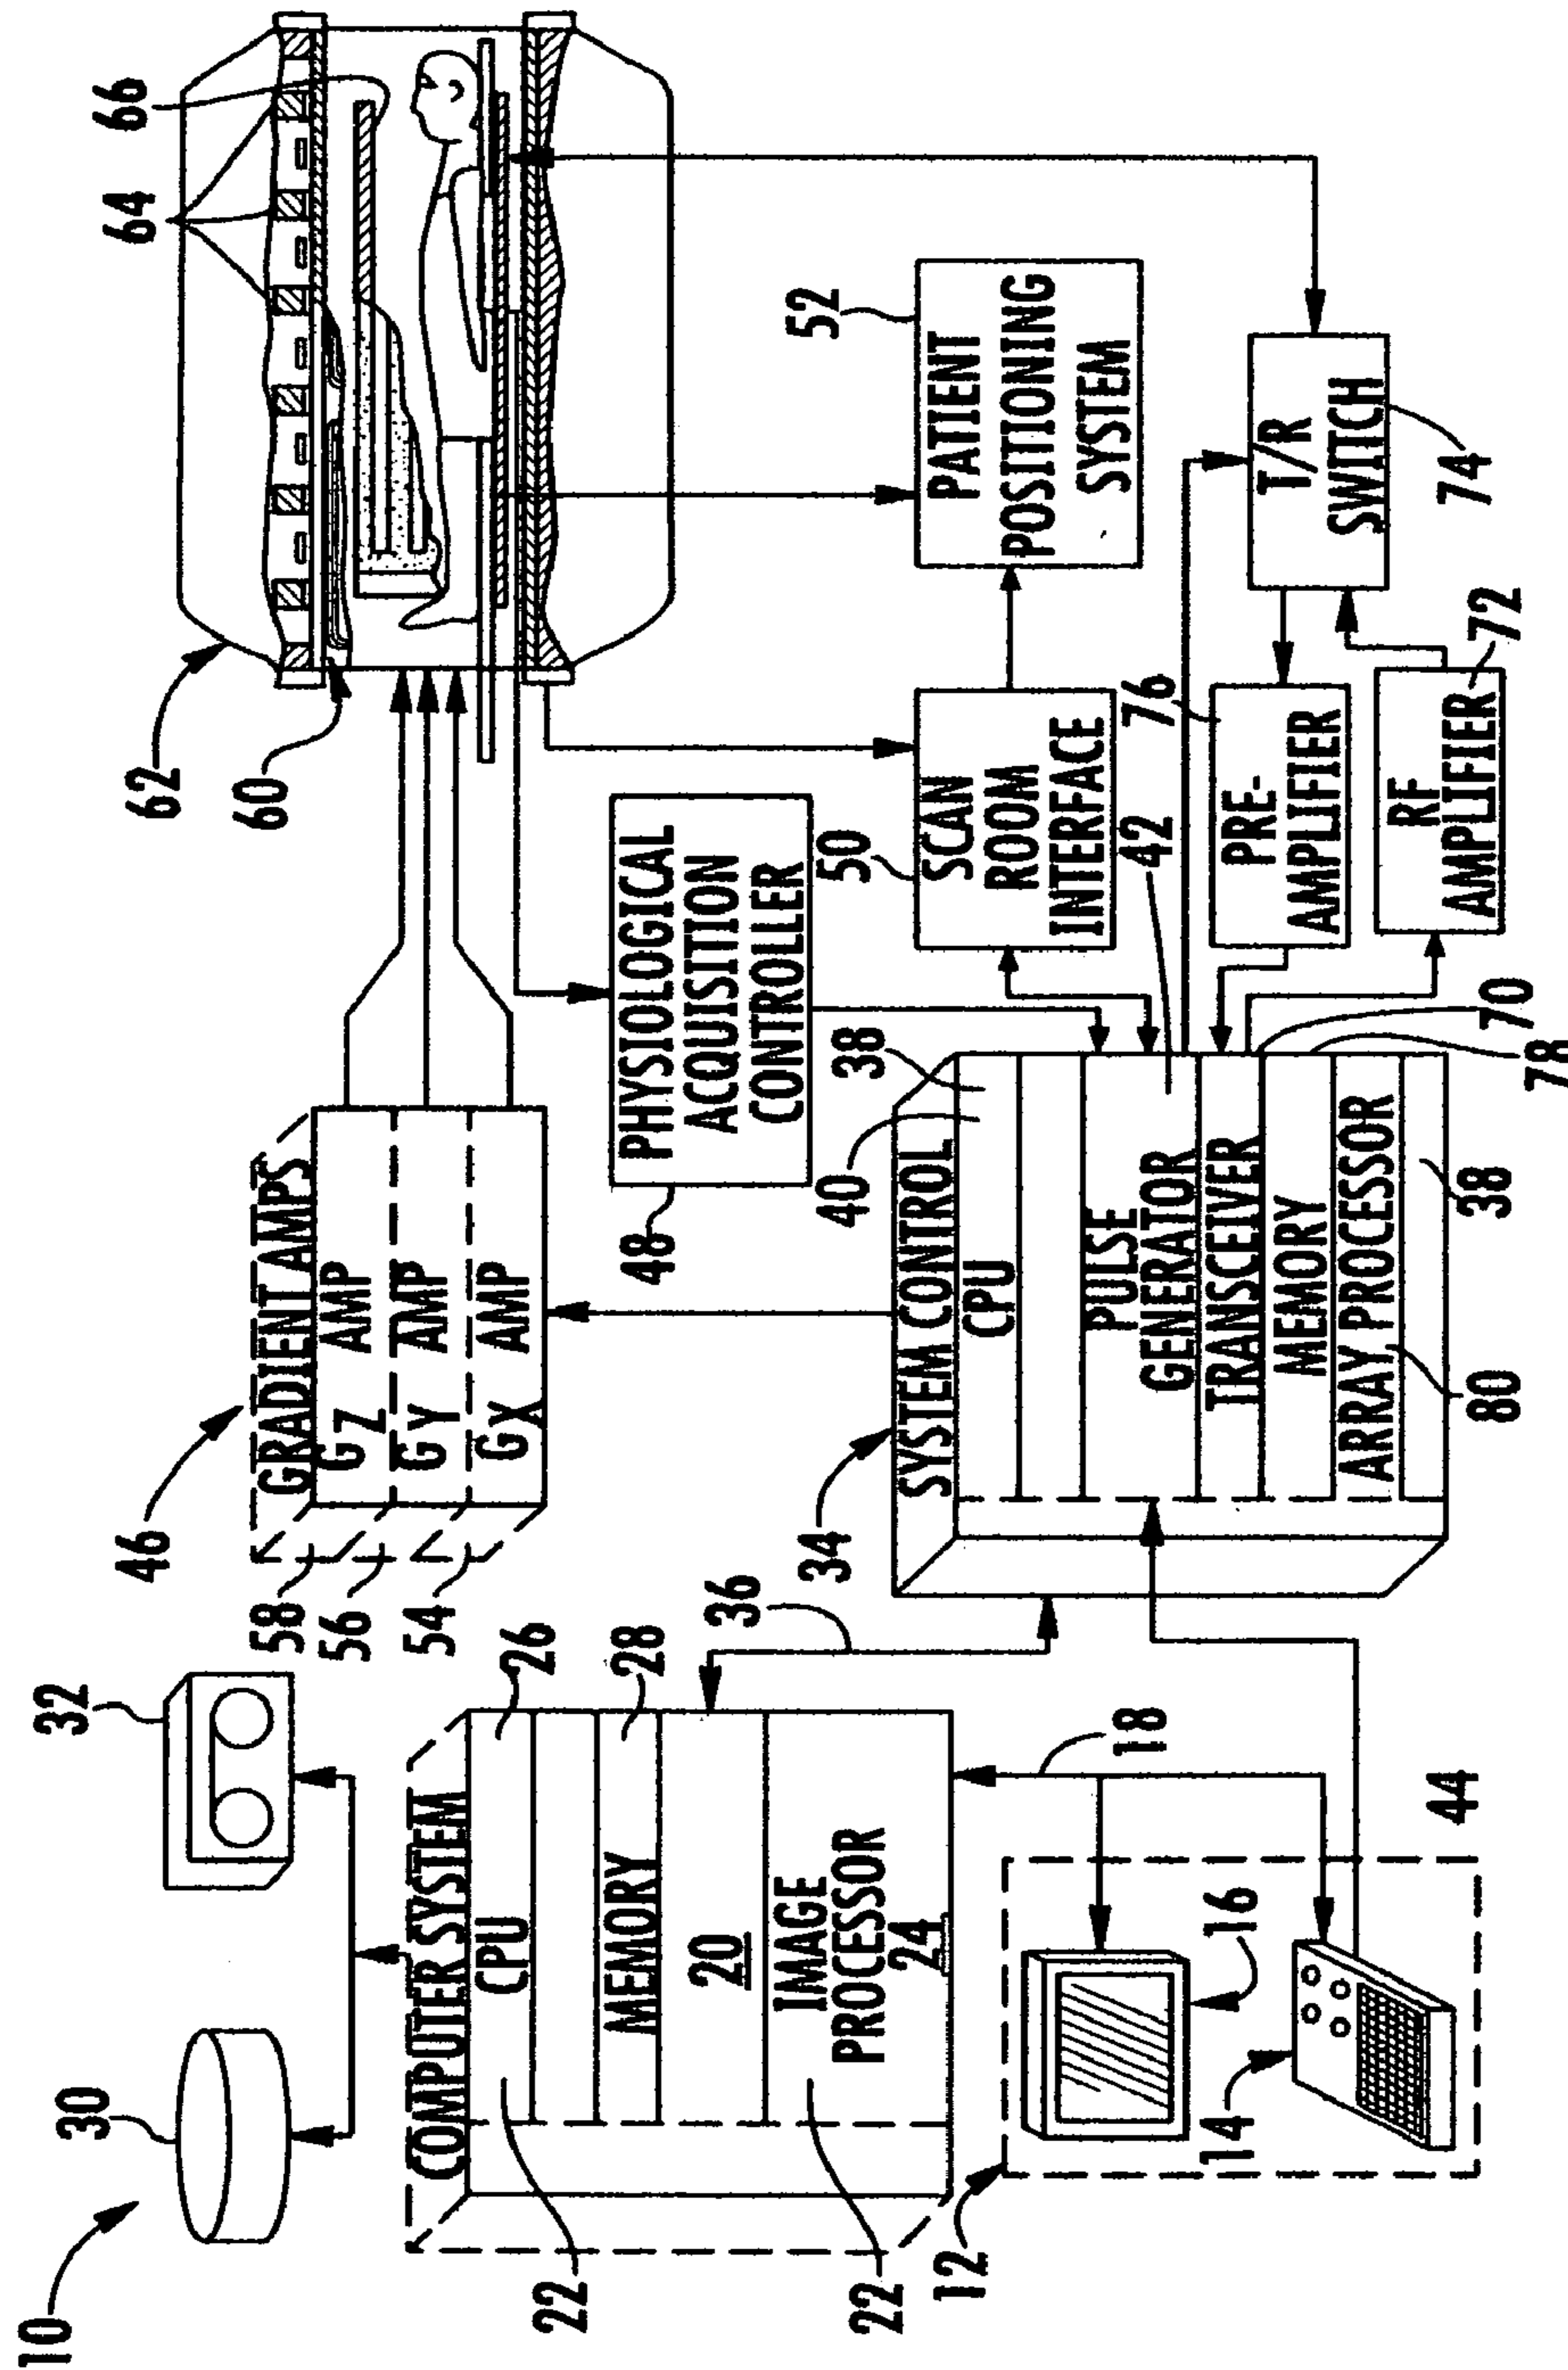 10
30
32
46
58
56
54
GRADIENT AMPS
GZ AMP
GY AMP
GX AMP
62
60
64
66
COMPUTER SYSTEM
CPU
26
MEMORY
28
20
IMAGE
PROCESSOR
24
22
22
36
18
12
14
16
44
34
SYSTEM CONTROL
CPU
40
38
PULSE
GENERATOR
TRANSCEIVER
MEMORY
ARRAY PROCESSOR
80
38
70
78
48
PHYSIOLOGICAL
ACQUISITION
CONTROLLER
50
SCAN
ROOM
INTERFACE
42
52
PATIENT
POSITIONING
SYSTEM
76
PRE-
AMPLIFIER
RF
AMPLIFIER
72
T/R
SWITCH
74